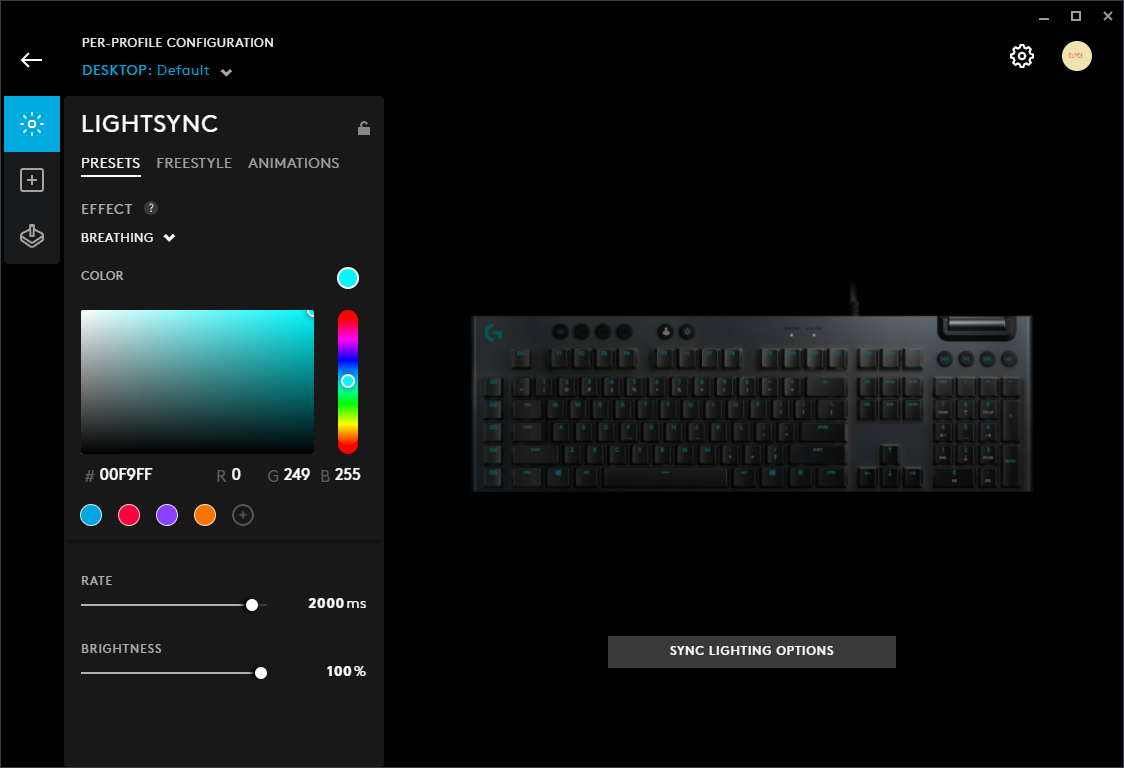 PER-PROFILE CONFIGURATION
DESKTOP: Default
LIGHTSYNC
PRESETS FREESTYLE ANIMATIONS
EFFECT ?
BREATHING
COLOR
# 00F9FF R 0 G 249 B 255
RATE
2000 ms
BRIGHTNESS
100 %
SYNC LIGHTING OPTIONS